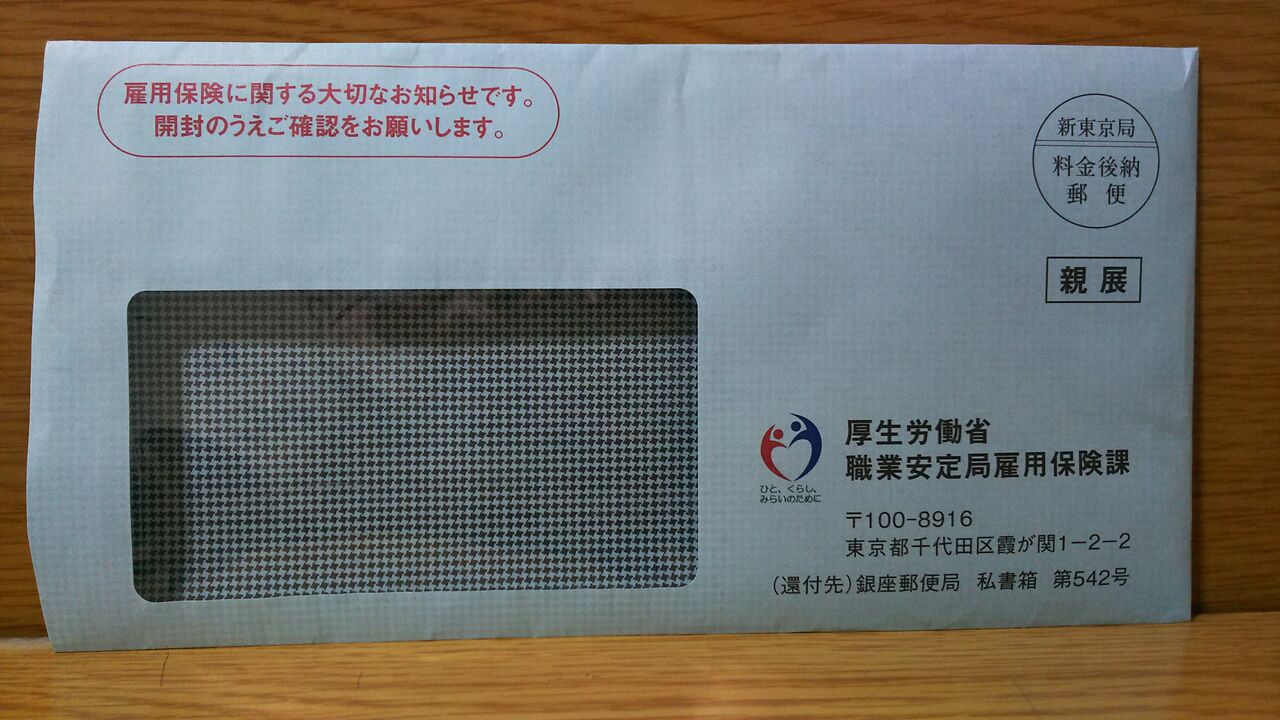 雇用保険に関する大切なお知らせです。
開封のうえご確認をお願いします。
新東京局
料金後納
郵便
親展
ひと、くらし、
みらいのために
厚生労働省
職業安定局雇用保険課
〒100-8916
東京都千代田区霞が関1-2-2
(還付先)銀座郵便局 私書箱 第542号